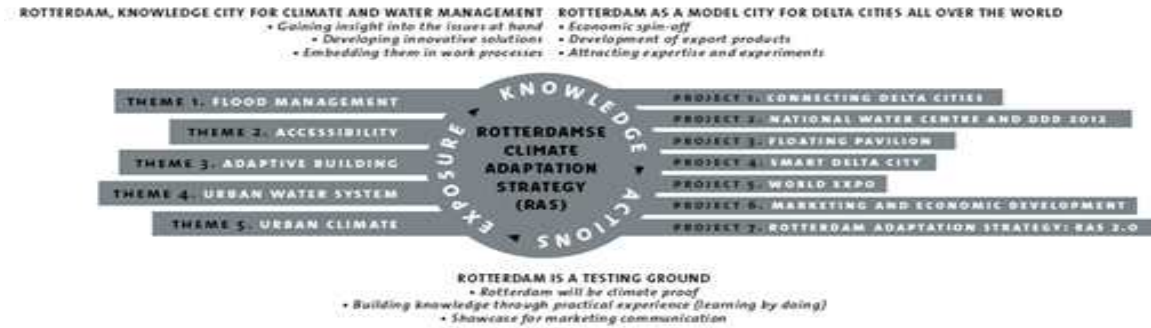 ROTTERDAM, KNOWLEDGE CITY FOR CLIMATE AND WATER MANAGEMENT
• Gaining insight into the issues at hand
• Developing innovative solutions
• Embedding them in work processes
ROTTERDAM AS A MODEL CITY FOR DELTA CITIES ALL OVER THE WORLD
• Economic spin-off
• Development of export products
• Attracting expertise and experiments
THEME 1. FLOOD MANAGEMENT
THEME 2. ACCESSIBILITY
THEME 3. ADAPTIVE BUILDING
THEME 4. URBAN WATER SYSTEM
THEME 5. URBAN CLIMATE
KNOWLEDGE
ACTIONS
EXPOSURE
ROTTERDAMSE
CLIMATE
ADAPTATION
STRATEGY
(RAS)
PROJECT 1. CONNECTING DELTA CITIES
PROJECT 2. NATIONAL WATER CENTRE AND DDD 2012
PROJECT 3. FLOATING PAVILION
PROJECT 4. SMART DELTA CITY
PROJECT 5. WORLD EXPO
PROJECT 6. MARKETING AND ECONOMIC DEVELOPMENT
PROJECT 7. ROTTERDAM ADAPTATION STRATEGY: RAS 2.0
ROTTERDAM IS A TESTING GROUND
• Rotterdam will be climate proof
• Building knowledge through practical experience (learning by doing)
• Showcase for marketing communication